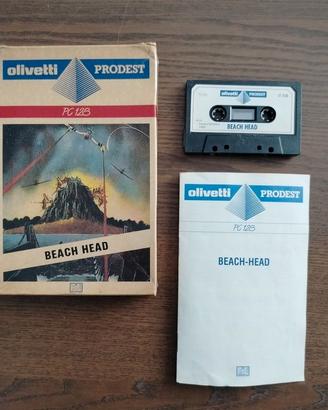 olivetti PRODEST
PC 128
BEACH HEAD
olivetti PRODEST
BEACH HEAD
olivetti PRODEST
PC 128
BEACH-HEAD